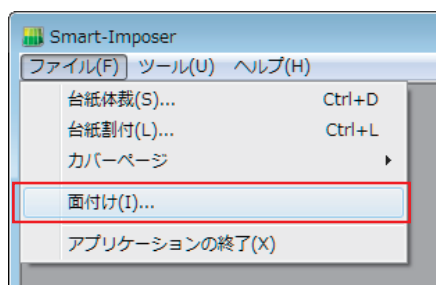 Smart-Imposer
ファイル(F) ツール(U) ヘルプ(H)
台紙体裁(S)... Ctrl+D
台紙割付(L)... Ctrl+L
カバーページ
面付け(I)...
アプリケーションの終了(X)